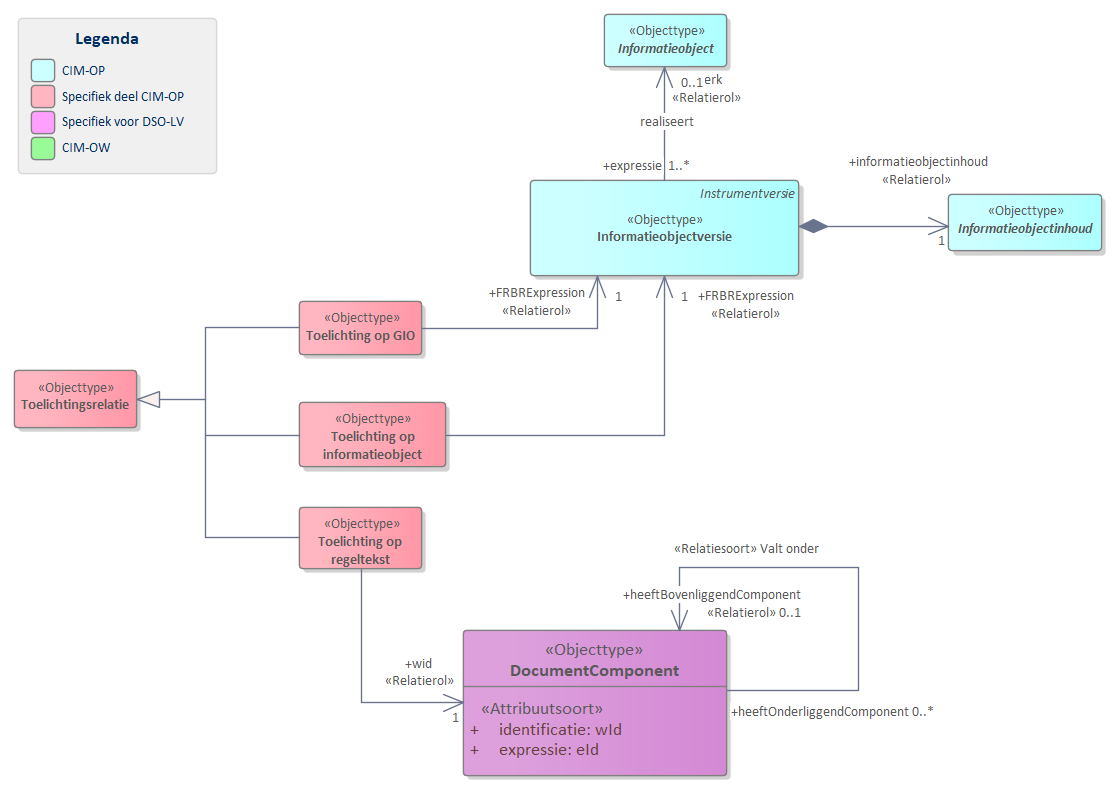 Legenda
CIM-OP
Specifiek deel CIM-OP
Specifiek voor DSO-LV
CIM-OW
«Objecttype»
Informatieobject
0..1 erk
«Relatierol»
realiseert
+expressie 1..*
Instrumentversie
«Objecttype»
Informatieobjectversie
+informatieobjectinhoud
«Relatierol»
1
«Objecttype»
Informatieobjectinhoud
+FRBRExpression
«Relatierol»
1
1
+FRBRExpression
«Relatierol»
«Objecttype»
Toelichting op GIO
«Objecttype»
Toelichtingsrelatie
«Objecttype»
Toelichting op
informatieobject
«Objecttype»
Toelichting op
regeltekst
«Relatiesoort» Valt onder
+heeftBovenliggendComponent
«Relatierol» 0..1
+wid
«Relatierol»
1
«Objecttype»
DocumentComponent
«Attribuutsoort»
+ identificatie: wId
+ expressie: eId
+heeftOnderliggendComponent 0..*